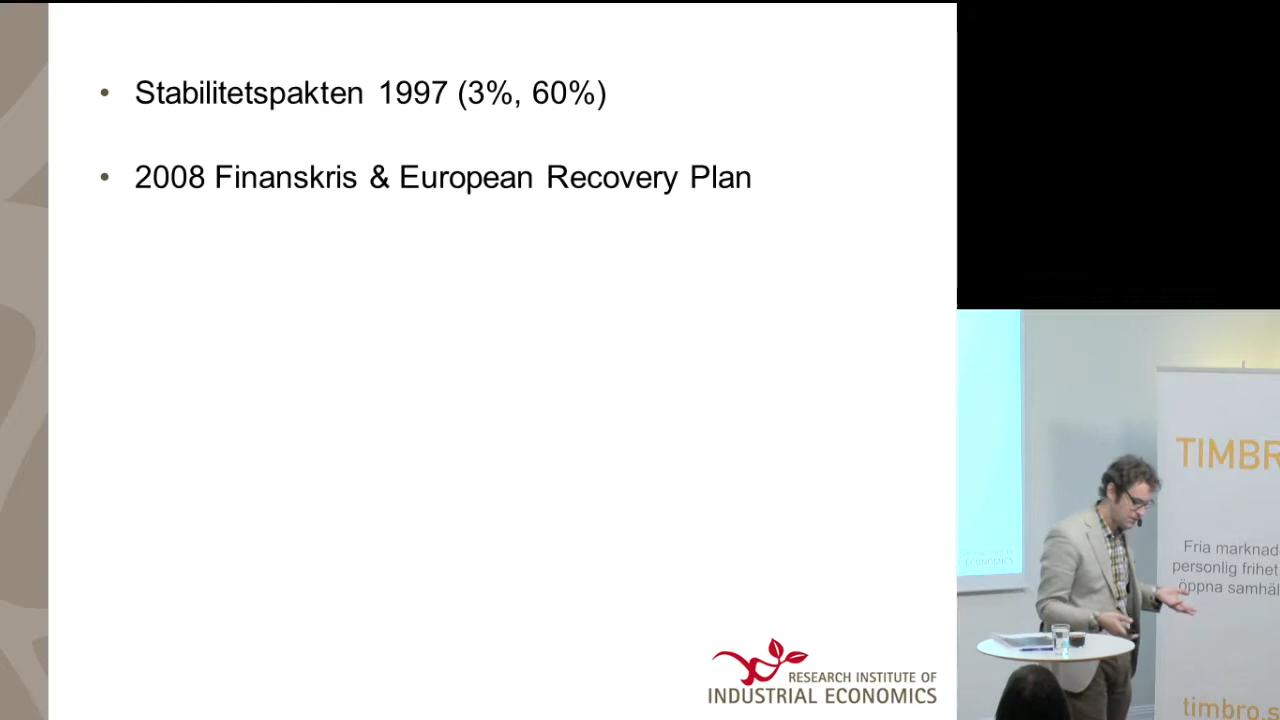 • Stabilitetspakten 1997 (3%, 60%)
• 2008 Finanskris & European Recovery Plan
RESEARCH INSTITUTE OF
INDUSTRIAL ECONOMICS
ECONOMICS
TIMBR
Fria marknad
personlig frihet
öppna samhäl
timbro.s